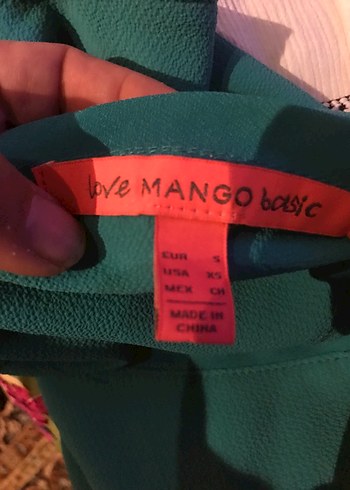 love MANGO basic
EUR S
USA XS
MEX CH
MADE IN
CHINA